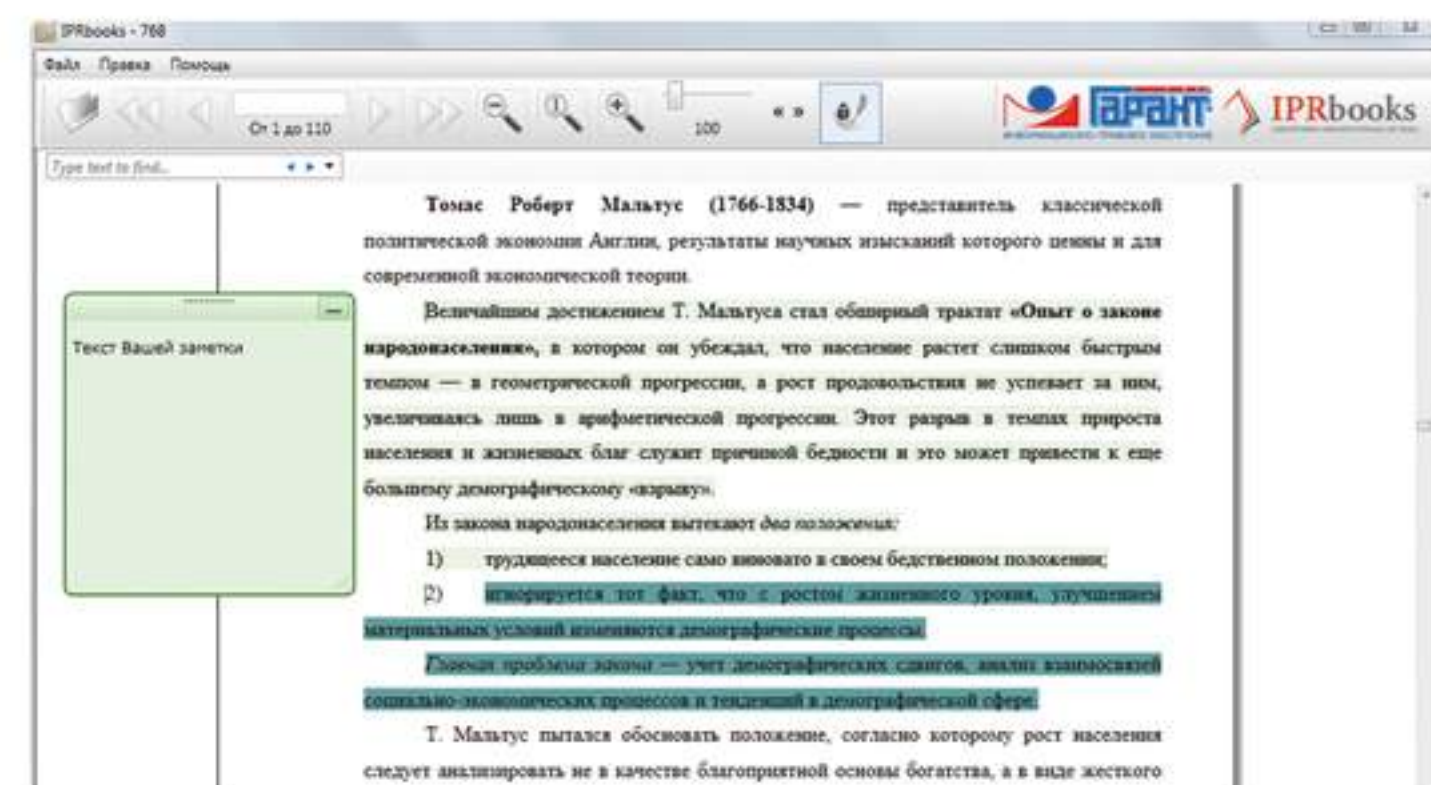 IPRbooks - 768
Файл Правка Помощь
От 1 до 110
100
« »
ГАРАНТ
IPRbooks
Type text to find...
Томас Роберт Мальтус (1766-1834) — представитель классической
политической экономии Англии, результаты научных изысканий которого ценны и для
современной экономической теории.
Величайшим достижением Т. Мальтуса стал обширный трактат «Опыт о законе
народонаселения», в котором он убеждал, что население растет слишком быстрым
темпом — в геометрической прогрессии, а рост продовольствия не успевает за ним,
увеличиваясь лишь в арифметической прогрессии. Этот разрыв в темпах прироста
населения и жизненных благ служит причиной бедности и это может привести к еще
большему демографическому «взрыву».
Текст Вашей заметки
Из закона народонаселения вытекают два положения:
1) трудящееся население само виновато в своем бедственном положении;
2) игнорируется тот факт, что с ростом жизненного уровня, улучшением
материальных условий изменяются демографические процессы.
Главная проблема закона — учет демографических сдвигов, анализ взаимосвязей
социально-экономических процессов и тенденций в демографической сфере.
Т. Мальтус пытался обосновать положение, согласно которому рост населения
следует анализировать не в качестве благоприятной основы богатства, а в виде жесткого